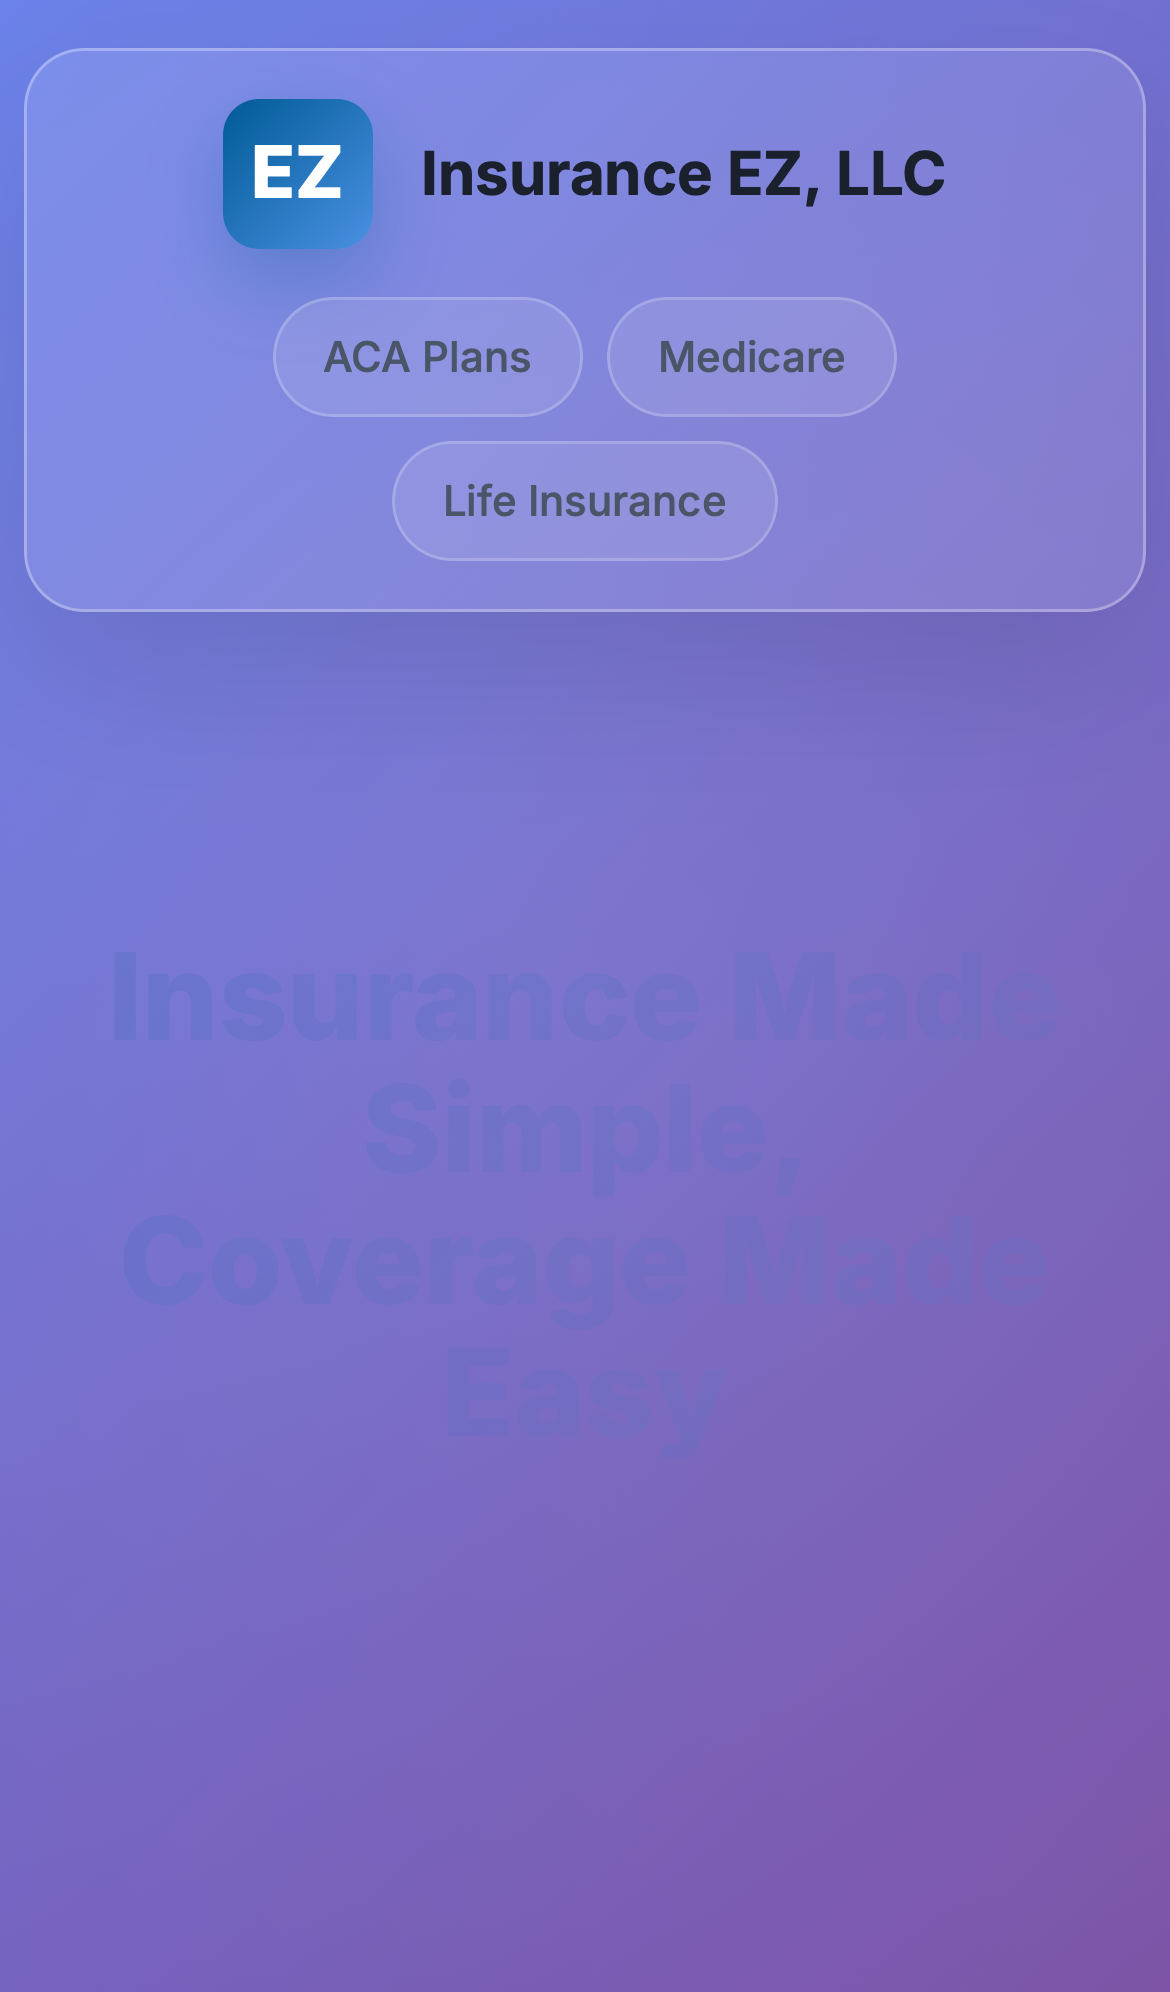 EZ
Insurance EZ, LLC
ACA Plans
Medicare
Life Insurance
Insurance Made
Simple,
Coverage Made
Easy